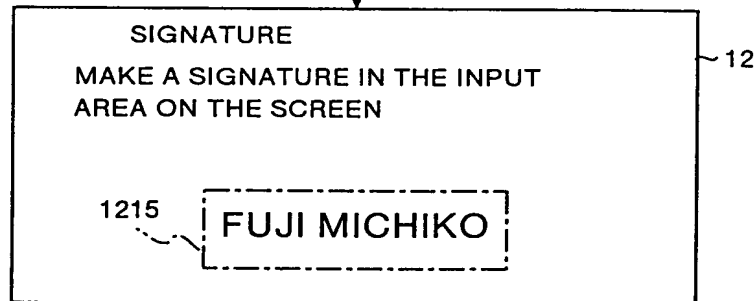 SIGNATURE
12
MAKE A SIGNATURE IN THE INPUT
AREA ON THE SCREEN
1215
FUJI MICHIKO